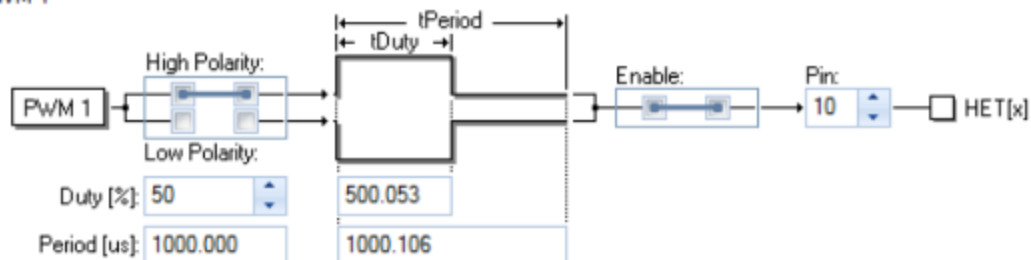 tPeriod
tDuty
High Polarity:
Enable:
Pin:
PWM 1
10
HET[x]
Low Polarity:
Duty [%]: 50 500.053
Period [us]: 1000.000 1000.106